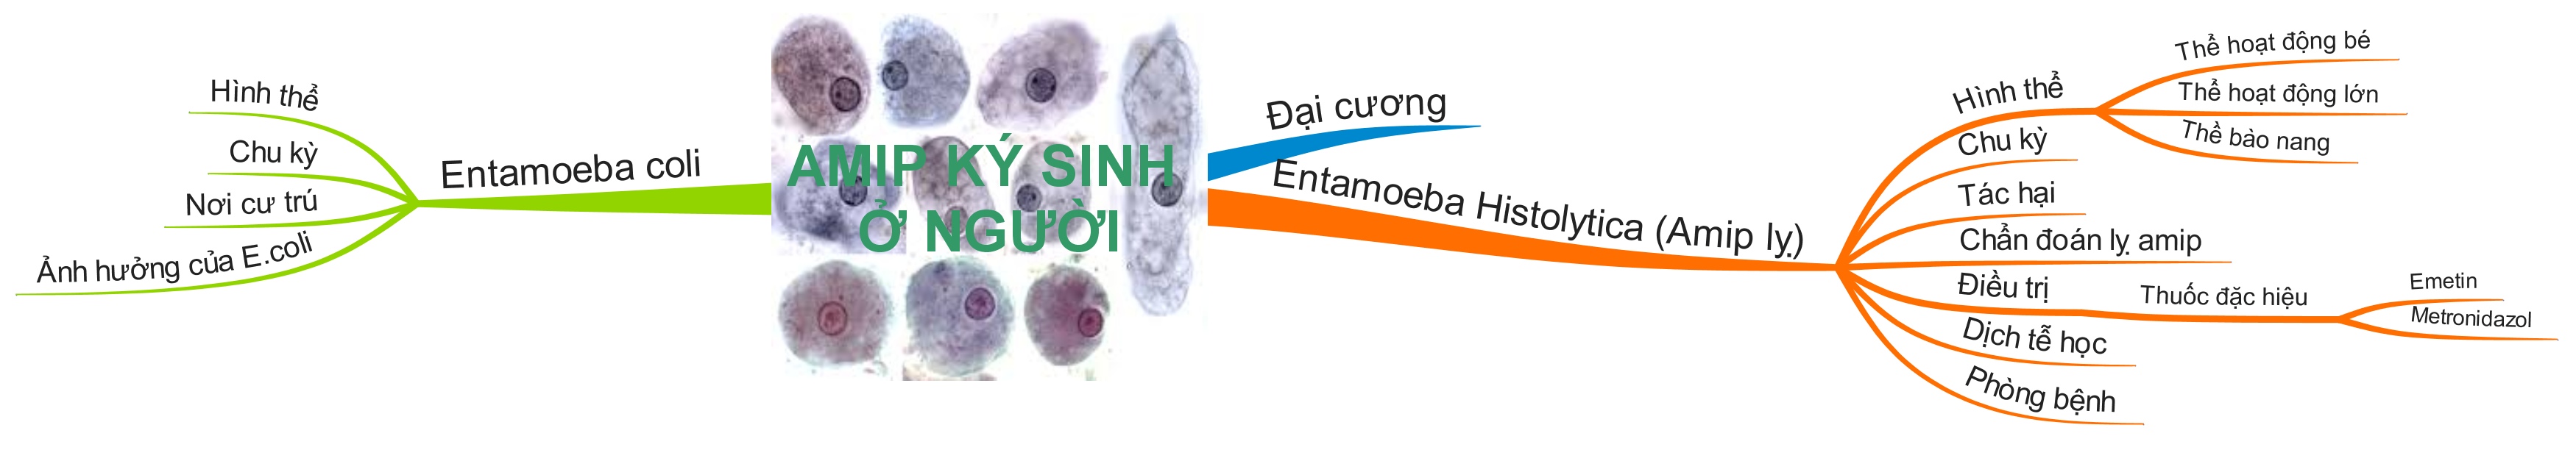 AMIP KÝ SINH
Ở NGƯỜI
Đại cương
Entamoeba Histolytica (Amip lỵ)
Hình thể
Thể hoạt động bé
Thể hoạt động lớn
Thể bào nang
Chu kỳ
Tác hại
Chẩn đoán lỵ amip
Điều trị
Thuốc đặc hiệu
Emetin
Metronidazol
Dịch tễ học
Phòng bệnh
Entamoeba coli
Hình thể
Chu kỳ
Nơi cư trú
Ảnh hưởng của E.coli